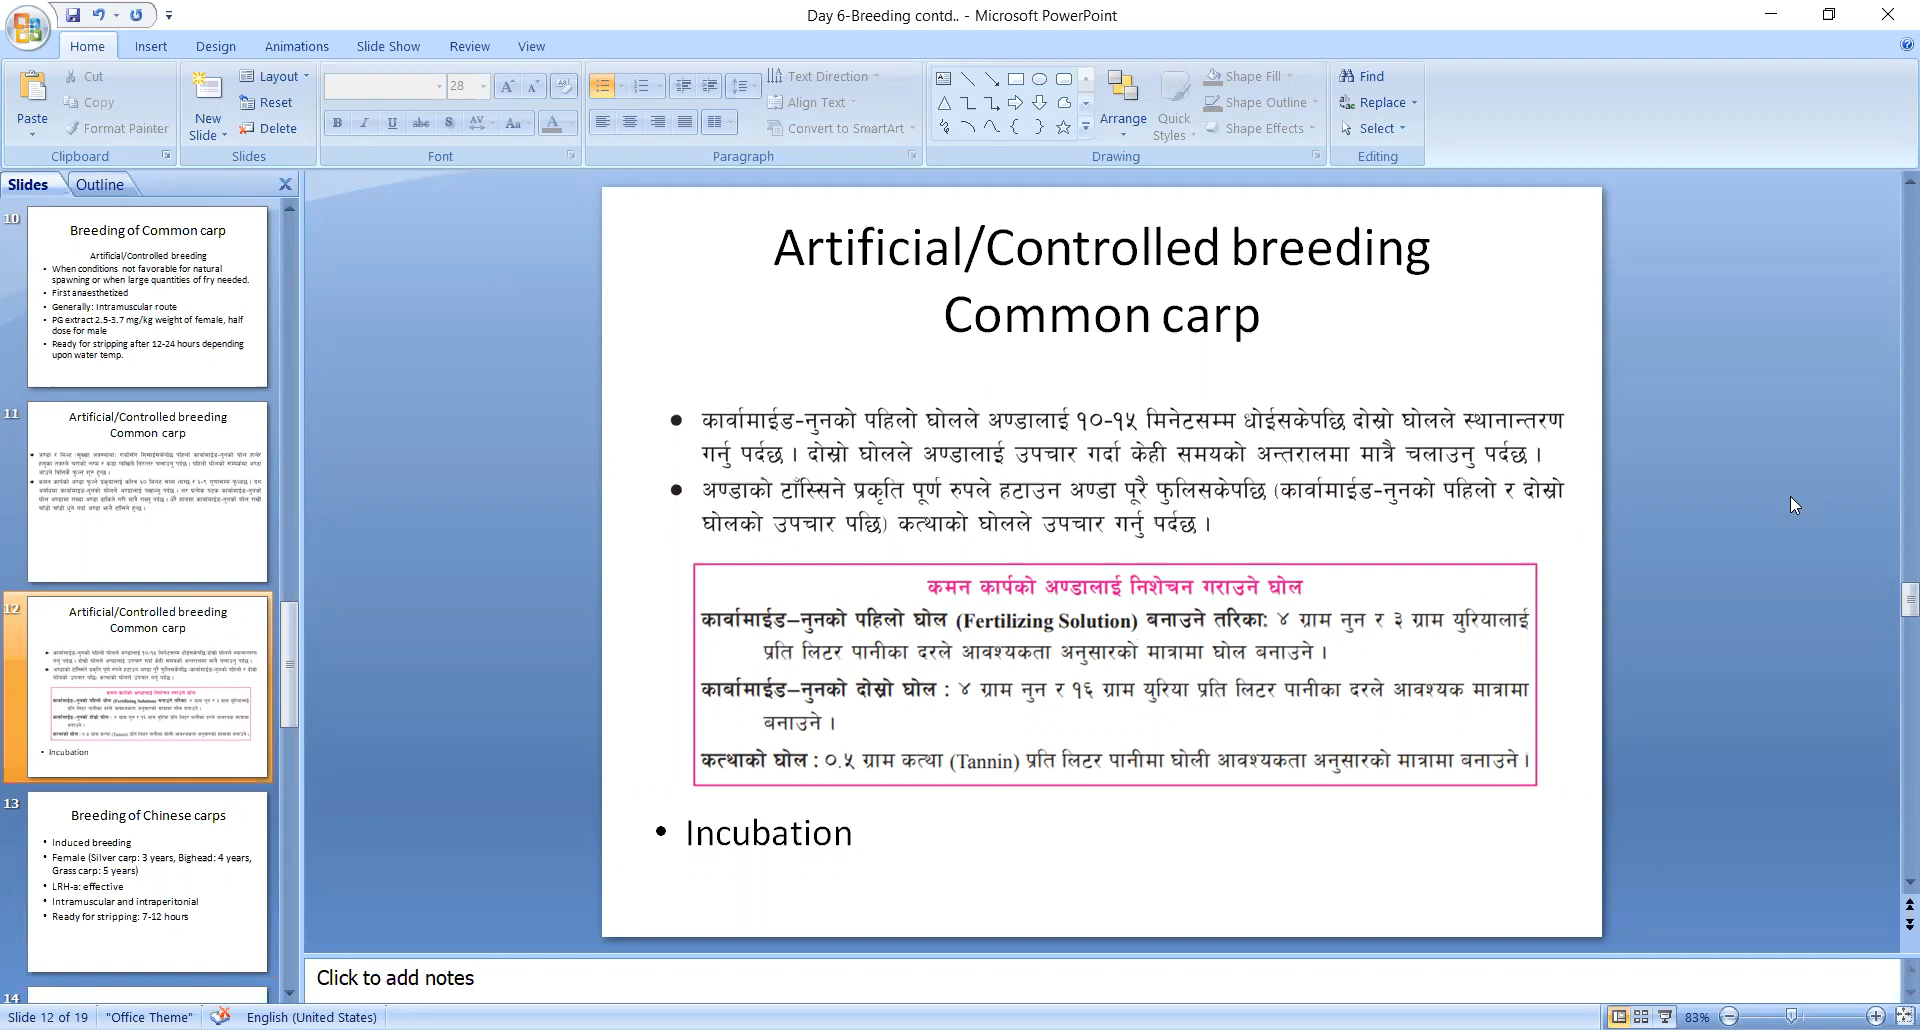 Day 6-Breeding contd.. - Microsoft PowerPoint
Home Insert Design Animations Slide Show Review View
Paste
Cut
Copy
Format Painter
Clipboard
New Slide
Layout
Reset
Delete
Slides
28
Font
Paragraph
Text Direction
Align Text
Convert to SmartArt
Arrange
Quick Styles
Shape Fill
Shape Outline
Shape Effects
Drawing
Find
Replace
Select
Editing
Slides Outline
10
Breeding of Common carp
Artificial/Controlled breeding
• When conditions not favorable for natural
spawning or when large quantities of fry needed.
• First anaesthetized
• Generally: Intramuscular route
• PG extract 2.5-3.7 mg/kg weight of female, half
dose for male
• Ready for stripping after 12-24 hours depending
upon water temp.
11
Artificial/Controlled breeding
Common carp
12
Artificial/Controlled breeding
Common carp
• Incubation
13
Breeding of Chinese carps
• Induced breeding
• Female (Silver carp: 3 years, Bighead: 4 years,
Grass carp: 5 years)
• LRH-a: effective
• Intramuscular and intraperitonial
• Ready for stripping: 7-12 hours
14
Artificial/Controlled breeding
Common carp
● कार्वामाईड-नुनको पहिलो घोलले अण्डालाई १०-१५ मिनेटसम्म धोईसकेपछि दोस्रो घोलले स्थानान्तरण
गर्नु पर्दछ । दोस्रो घोलले अण्डालाई उपचार गर्दा केही समयको अन्तरालमा मात्रै चलाउनु पर्दछ ।
● अण्डाको टाँस्सिने प्रकृति पूर्ण रुपले हटाउन अण्डा पूरै फुलिसकेपछि (कार्वामाईड-नुनको पहिलो र दोस्रो
घोलको उपचार पछि) कत्थाको घोलले उपचार गर्नु पर्दछ ।
कमन कार्पको अण्डालाई निशेचन गराउने घोल
कार्वामाईड–नुनको पहिलो घोल (Fertilizing Solution) बनाउने तरिका: ४ ग्राम नुन र ३ ग्राम युरियालाई
प्रति लिटर पानीका दरले आवश्यकता अनुसारको मात्रामा घोल बनाउने ।
कार्बामाईड–नुनको दोस्रो घोल : ४ ग्राम नुन र १६ ग्राम युरिया प्रति लिटर पानीका दरले आवश्यक मात्रामा
बनाउने ।
कत्थाको घोल : ०.५ ग्राम कत्था (Tannin) प्रति लिटर पानीमा घोली आवश्यकता अनुसारको मात्रामा बनाउने ।
• Incubation
Click to add notes
Slide 12 of 19 "Office Theme" English (United States) 83%